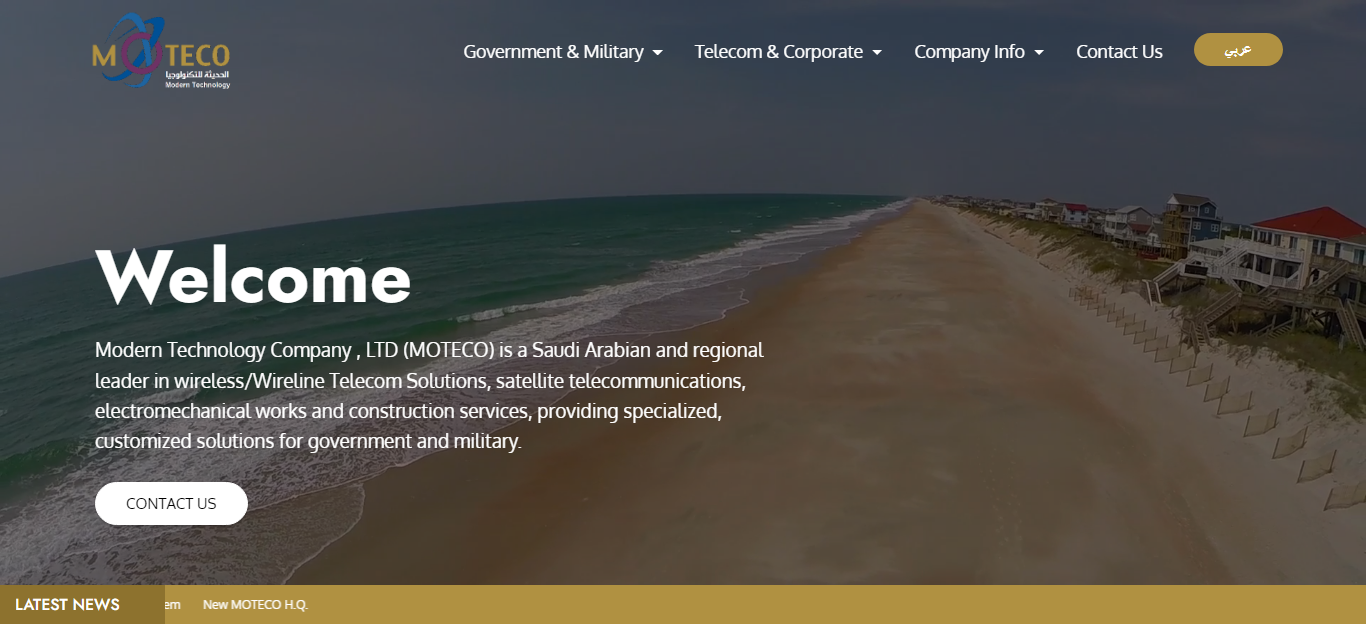 MOTECO
الحديثة للتكنولوجيا
Modern Technology
Government & Military
Telecom & Corporate
Company Info
Contact Us
عربي
Welcome
Modern Technology Company , LTD (MOTECO) is a Saudi Arabian and regional
leader in wireless/Wireline Telecom Solutions, satellite telecommunications,
electromechanical works and construction services, providing specialized,
customized solutions for government and military.
CONTACT US
LATEST NEWS
em New MOTECO H.Q.